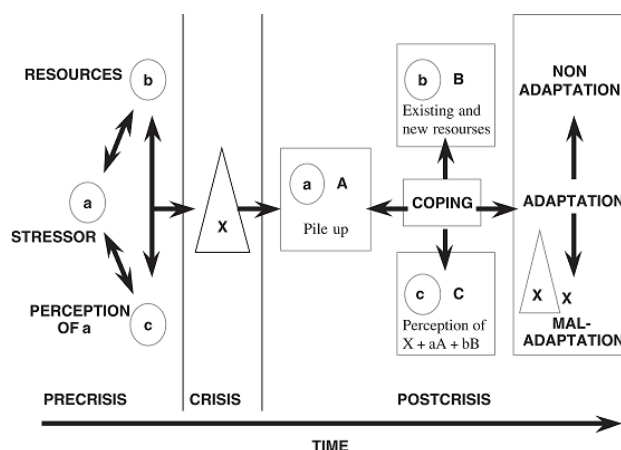 RESOURCES
b
a
STRESSOR
PERCEPTION
OF a
c
PRECRISIS
X
CRISIS
a A
Pile up
b B
Existing and
new resourses
COPING
c C
Perception of
X + aA + bB
POSTCRISIS
NON
ADAPTATION
ADAPTATION
X X
MAL-
ADAPTATION
TIME